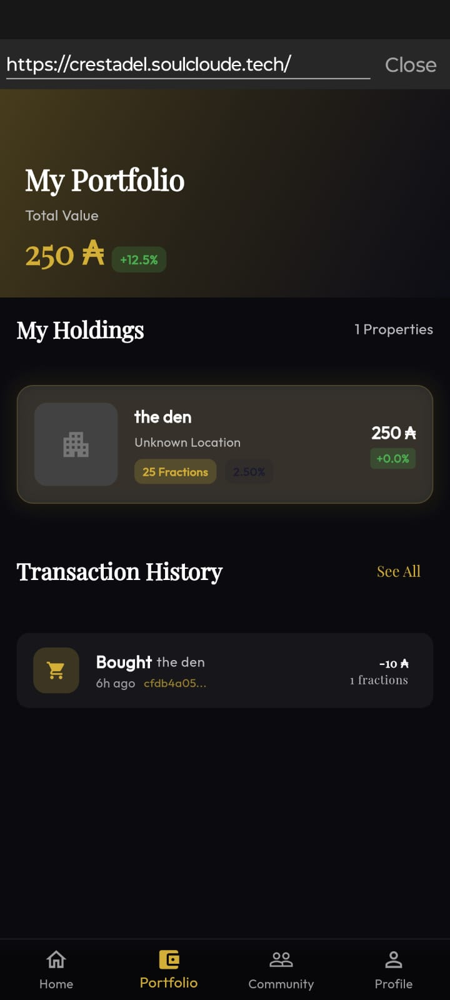 https://crestadel.soulcloude.tech/ Close
My Portfolio
Total Value
250 ₳ +12.5%
My Holdings 1 Properties
the den
Unknown Location
250 ₳
25 Fractions 2.50%
+0.0%
Transaction History See All
Bought the den
6h ago cfdb4a05...
-10 ₳
1 fractions
Home Portfolio Community Profile